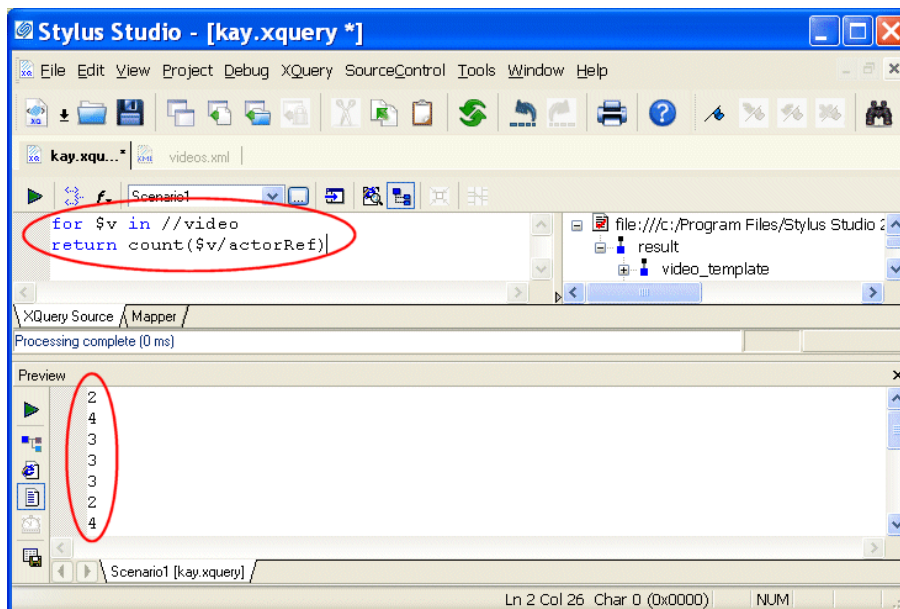 Stylus Studio - [kay.xquery *]
File Edit View Project Debug XQuery SourceControl Tools Window Help
kay.xqu...* videos.xml
Scenario1
for $v in //video
return count($v/actorRef)
file:///c:/Program Files/Stylus Studio 2
result
video_template
XQuery Source Mapper
Processing complete (0 ms)
Preview
2
4
3
3
3
2
4
Scenario1 [kay.xquery]
Ln 2 Col 26 Char 0 (0x0000) NUM